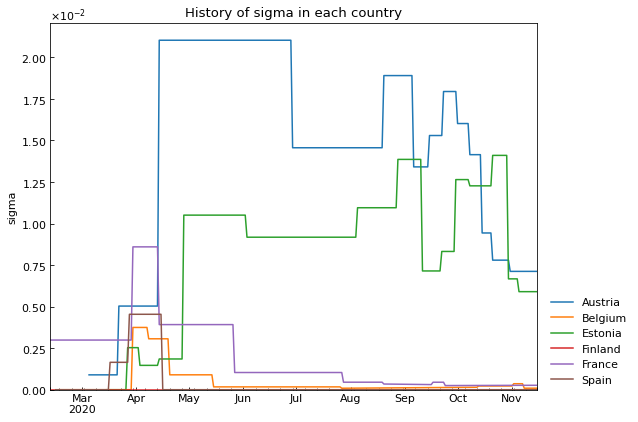 History of sigma in each country
×10⁻²
2.00
1.75
1.50
1.25
1.00
0.75
0.50
0.25
0.00
sigma
Mar Apr May Jun Jul Aug Sep Oct Nov
2020
Austria
Belgium
Estonia
Finland
France
Spain